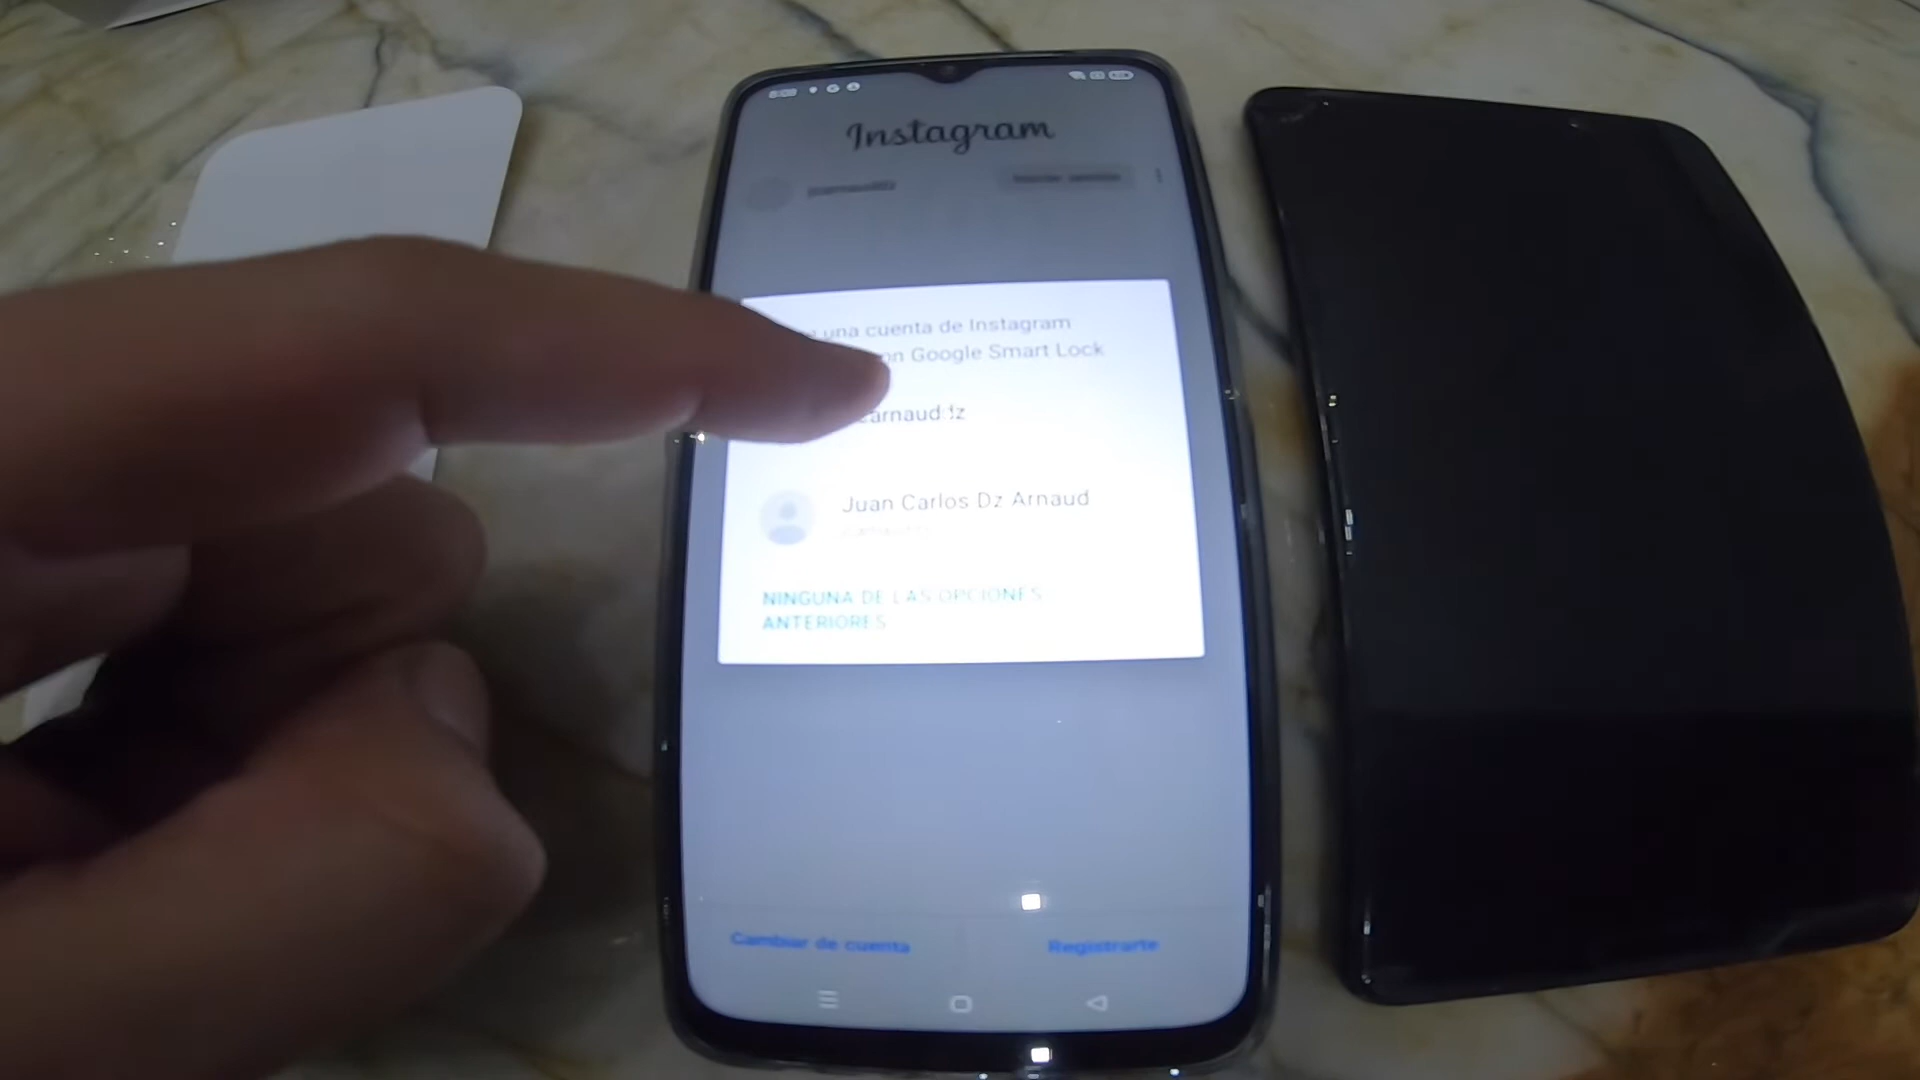 Instagram
una cuenta de Instagram
on Google Smart Lock
Juan Carlos Dz Arnaud
NINGUNA DE LAS OPCIONES
ANTERIORES
Cambiar de cuenta
Registrarte